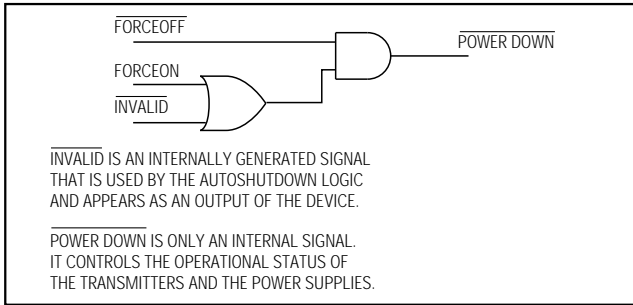 FORCEOFF
POWER DOWN
FORCEON
INVALID
INVALID IS AN INTERNALLY GENERATED SIGNAL
THAT IS USED BY THE AUTOSHUTDOWN LOGIC
AND APPEARS AS AN OUTPUT OF THE DEVICE.
POWER DOWN IS ONLY AN INTERNAL SIGNAL.
IT CONTROLS THE OPERATIONAL STATUS OF
THE TRANSMITTERS AND THE POWER SUPPLIES.